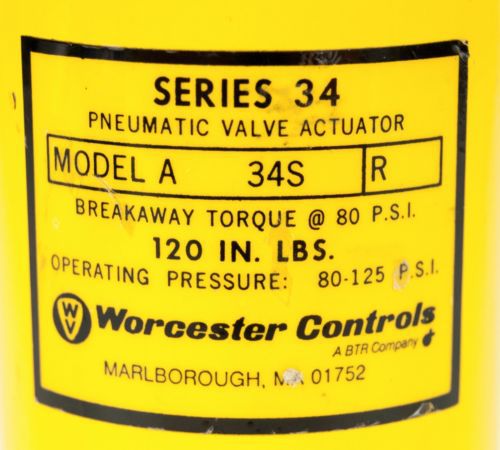 SERIES 34
PNEUMATIC VALVE ACTUATOR
MODEL A 34S R
BREAKAWAY TORQUE @ 80 P.S.I.
120 IN. LBS.
OPERATING PRESSURE: 80-125 P.S.I.
W Worcester Controls
A BTR Company
MARLBOROUGH, MA 01752